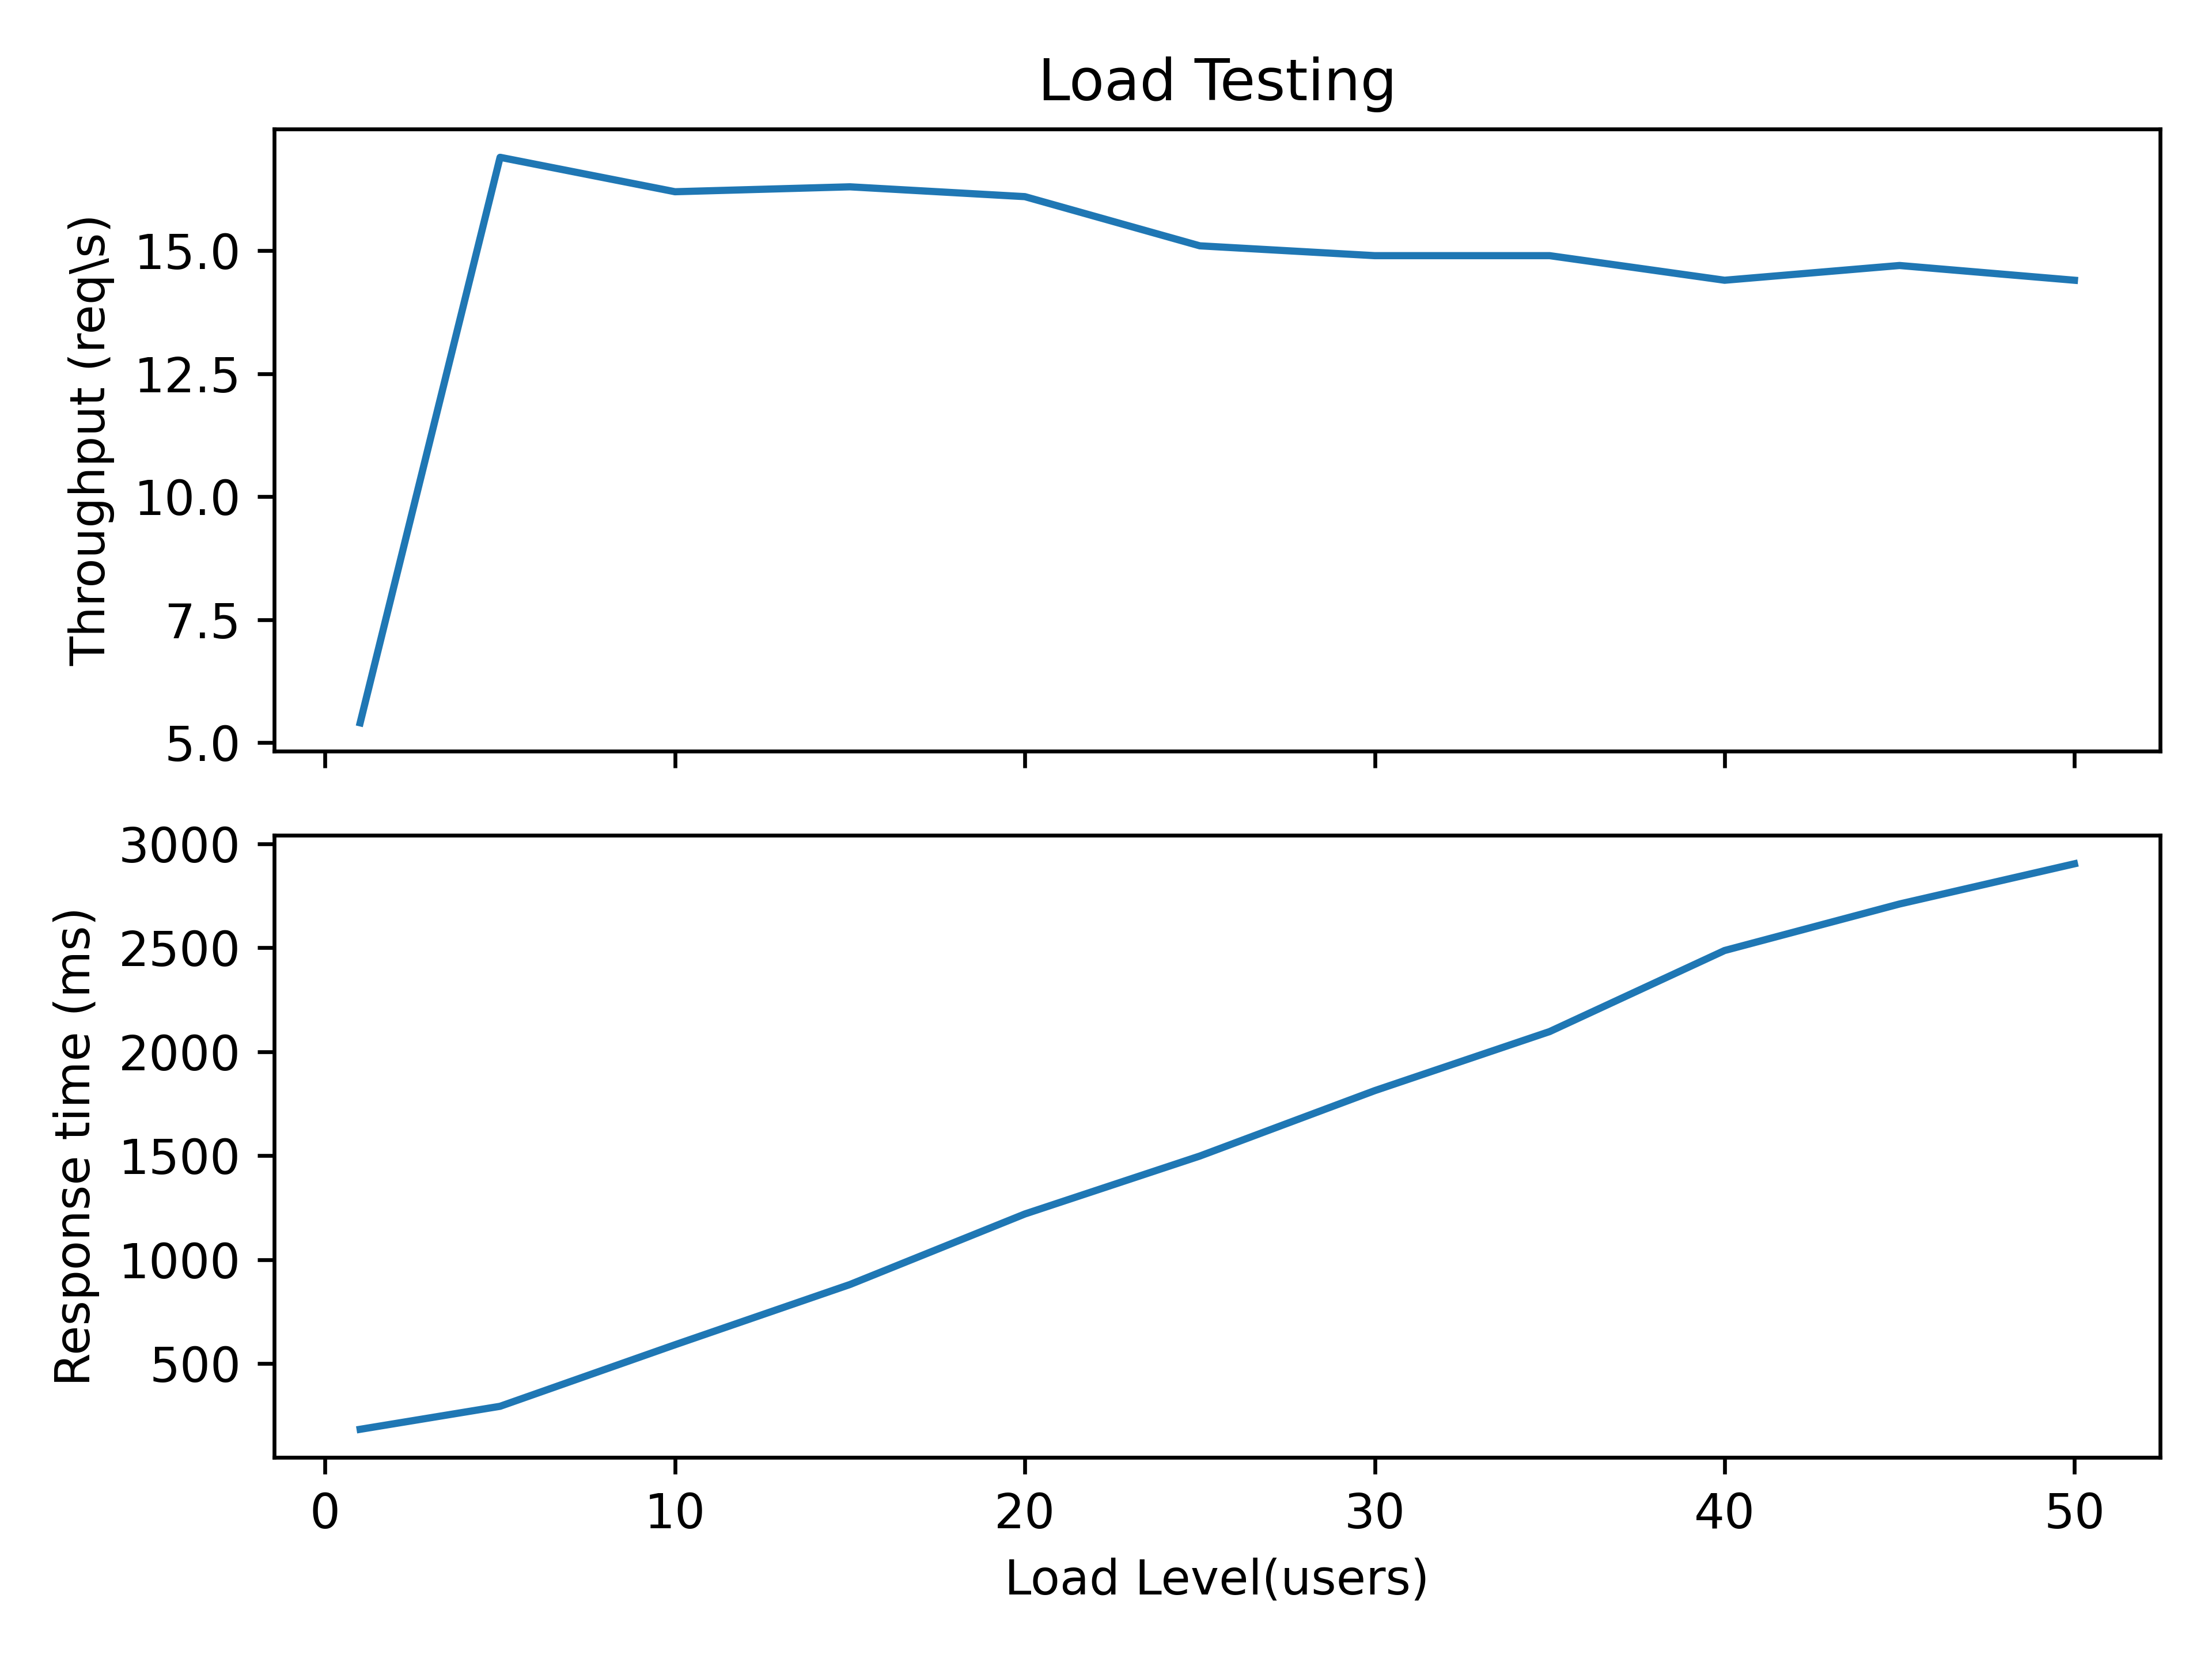 Load Testing
Throughput (req\s)
15.0
12.5
10.0
7.5
5.0
Response time (ms)
3000
2500
2000
1500
1000
500
0 10 20 30 40 50
Load Level(users)